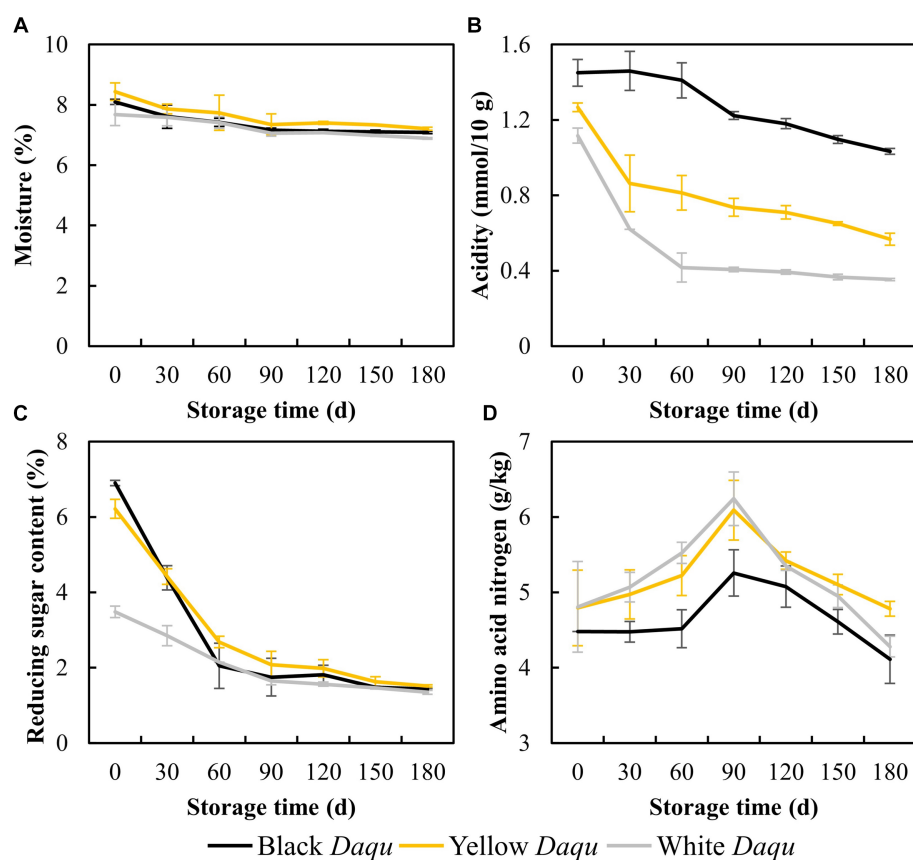 A
Moisture (%)
10
8
6
4
2
0
0 30 60 90 120 150 180
Storage time (d)
B
Acidity (mmol/10 g)
1.6
1.2
0.8
0.4
0
0 30 60 90 120 150 180
Storage time (d)
C
Reducing sugar content (%)
8
6
4
2
0
0 30 60 90 120 150 180
Storage time (d)
D
Amino acid nitrogen (g/kg)
7
6
5
4
3
0 30 60 90 120 150 180
Storage time (d)
Black Daqu Yellow Daqu White Daqu